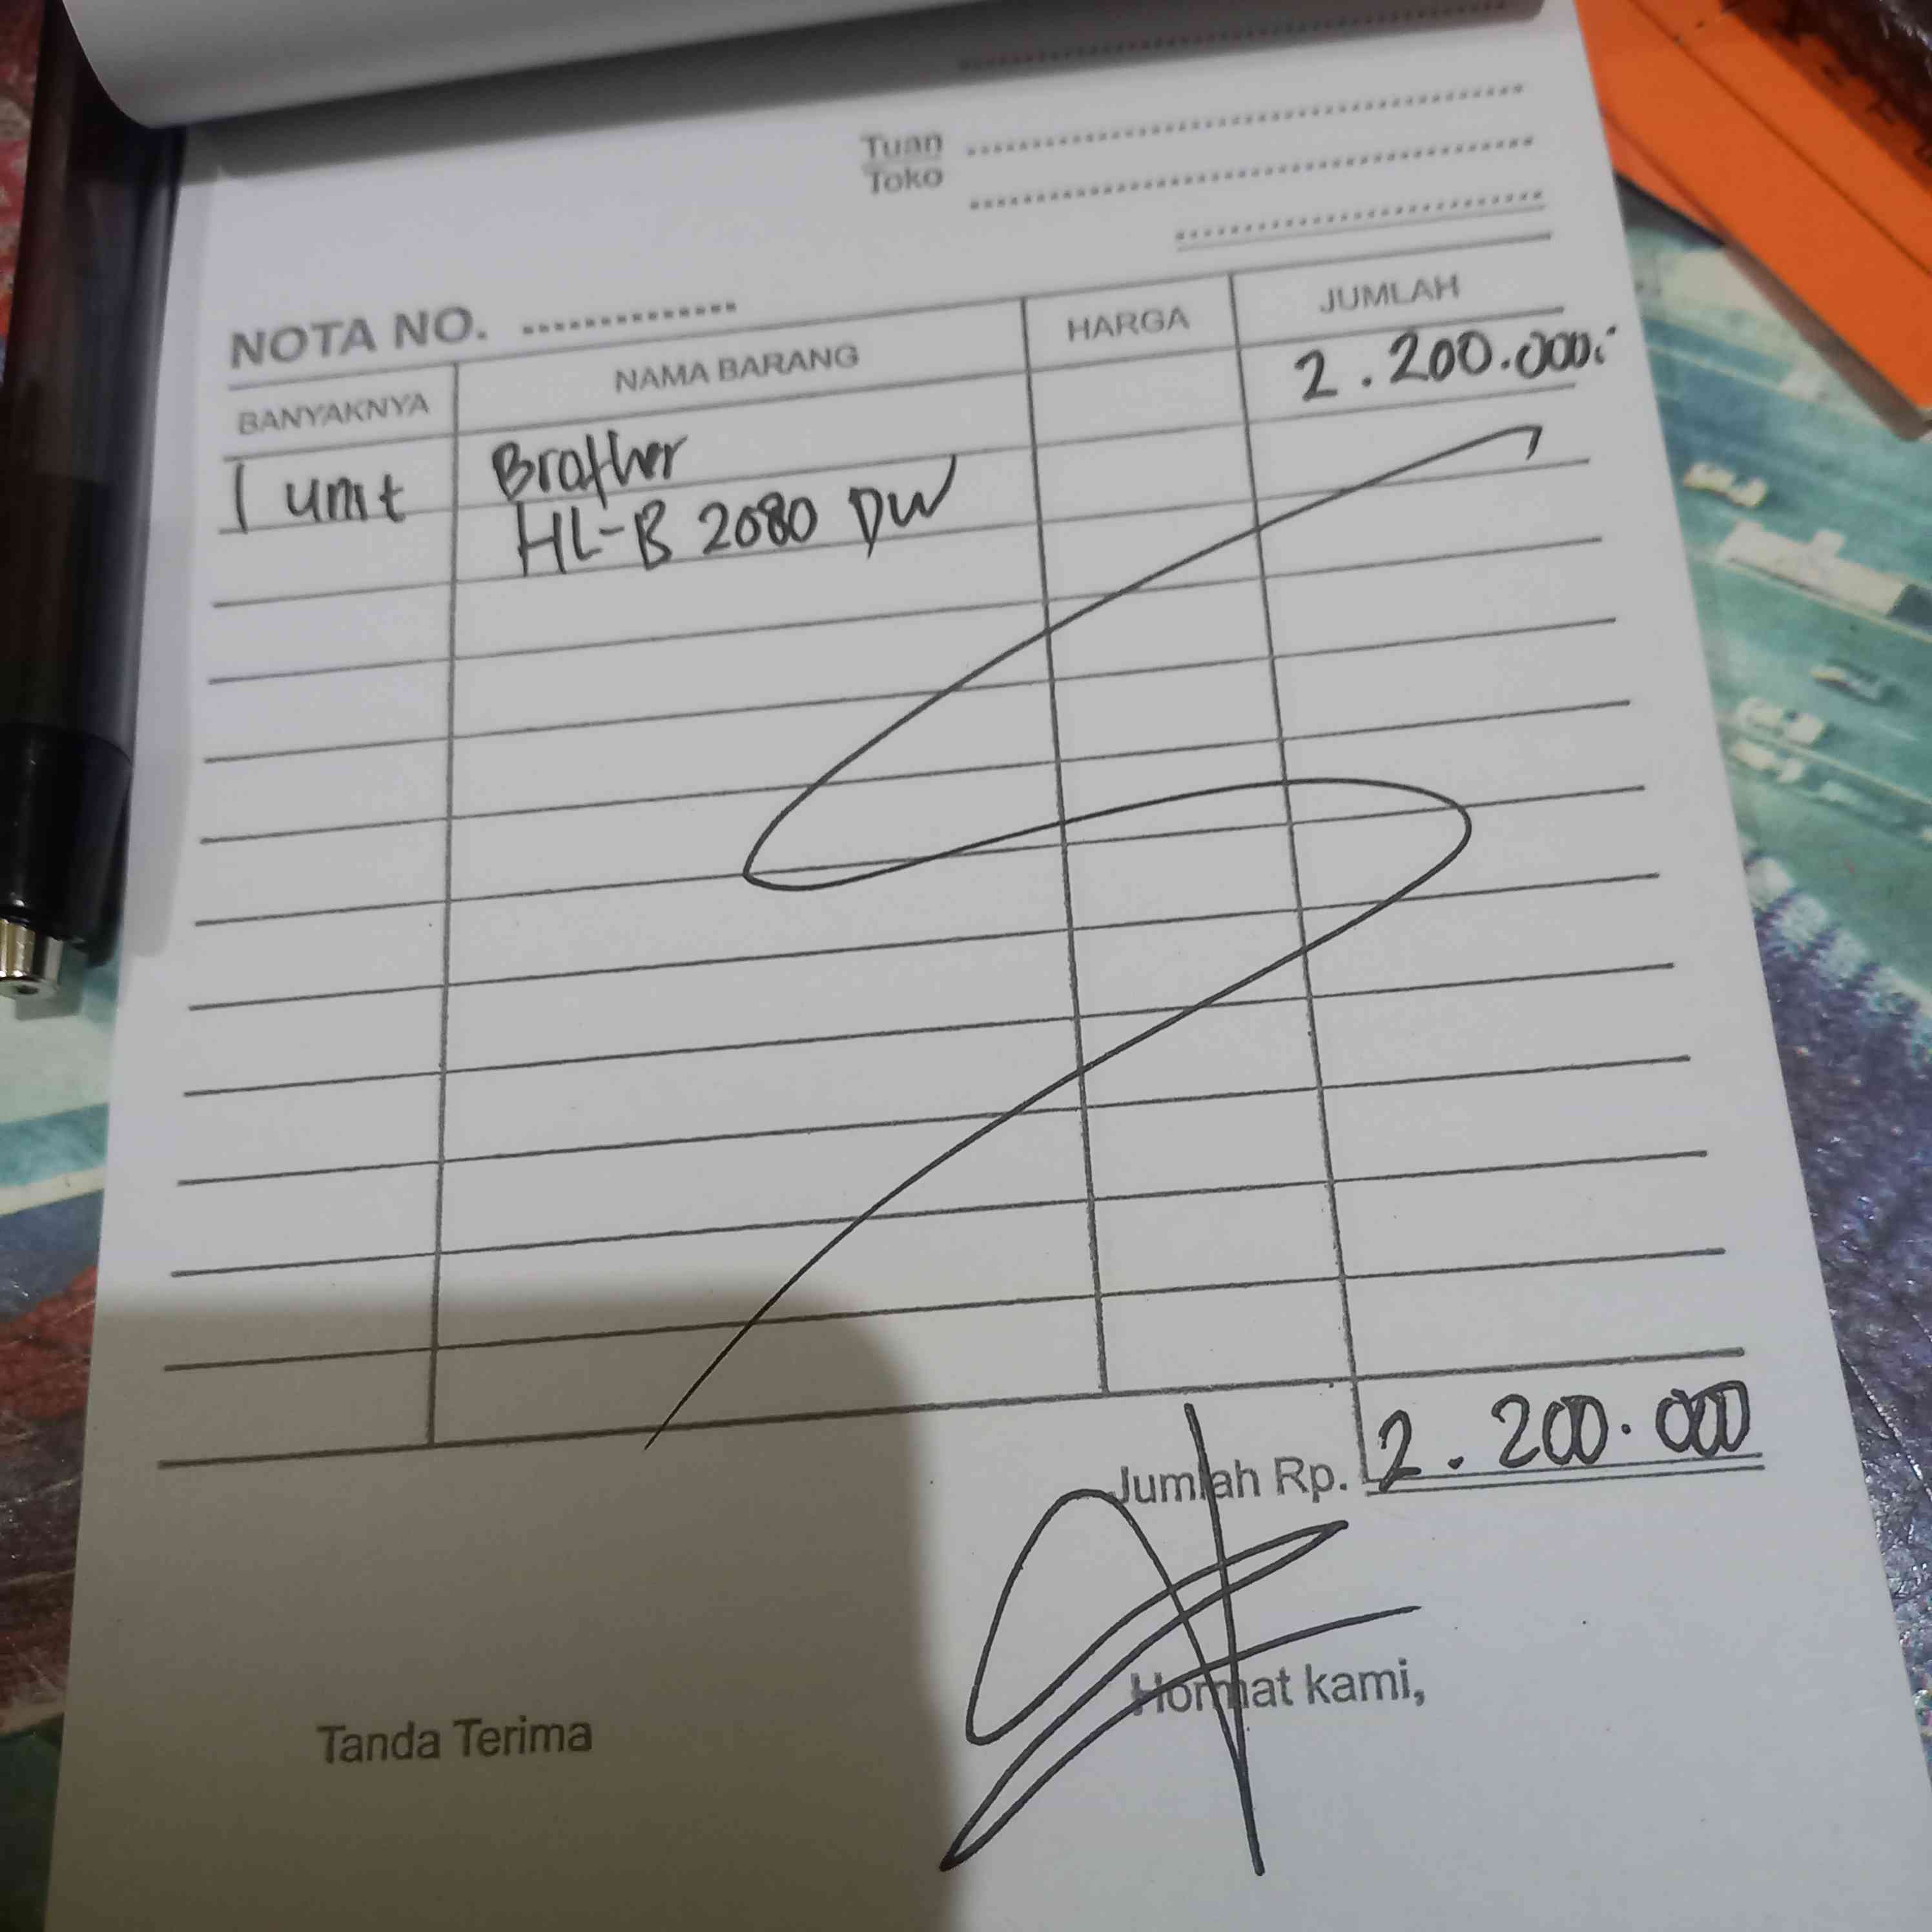 Tuan
Toko
NOTA NO.
BANYAKNYA NAMA BARANG HARGA JUMLAH
1 unit Brother 2.200.000.-
HL-B 2080 DW
Jumlah Rp. 2.200.000
Tanda Terima Hormat kami,